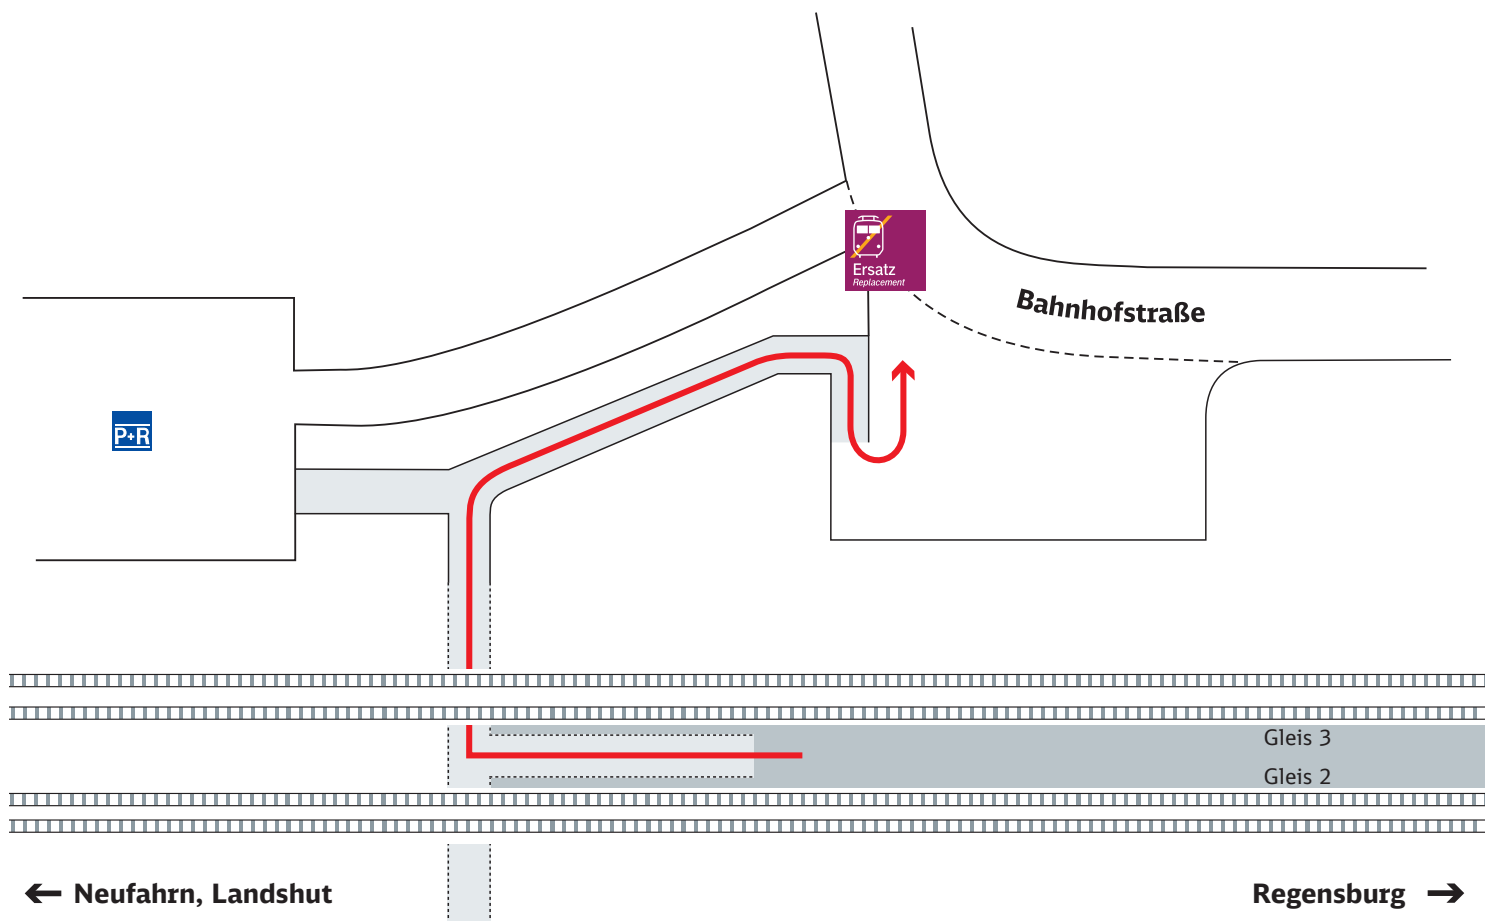 Ersatz
Replacement
Bahnhofstraße
P+R
Gleis 3
Gleis 2
Neufahrn, Landshut
Regensburg